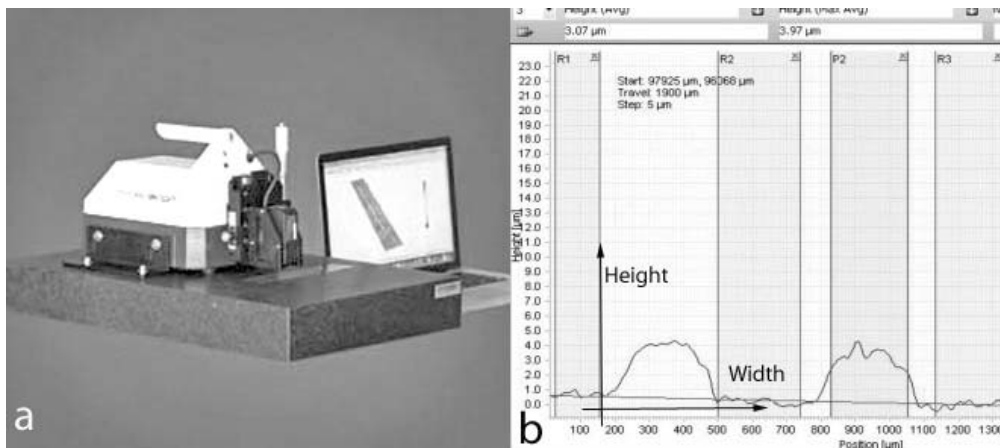 a
3 Height (Avg) Height (Max Avg)
3.07 µm 3.97 µm
R1 R2 P2 R3
Start: 97925 µm, 96068 µm
Travel: 1900 µm
Step: 5 µm
23.0
22.0
21.0
20.0
19.0
18.0
17.0
16.0
15.0
14.0
13.0
12.0
11.0
10.0
9.0
8.0
7.0
6.0
5.0
4.0
3.0
2.0
1.0
0.0
Height [µm]
Height
Width
b
100 200 300 400 500 600 700 800 900 1000 1100 1200 1300
Position [µm]